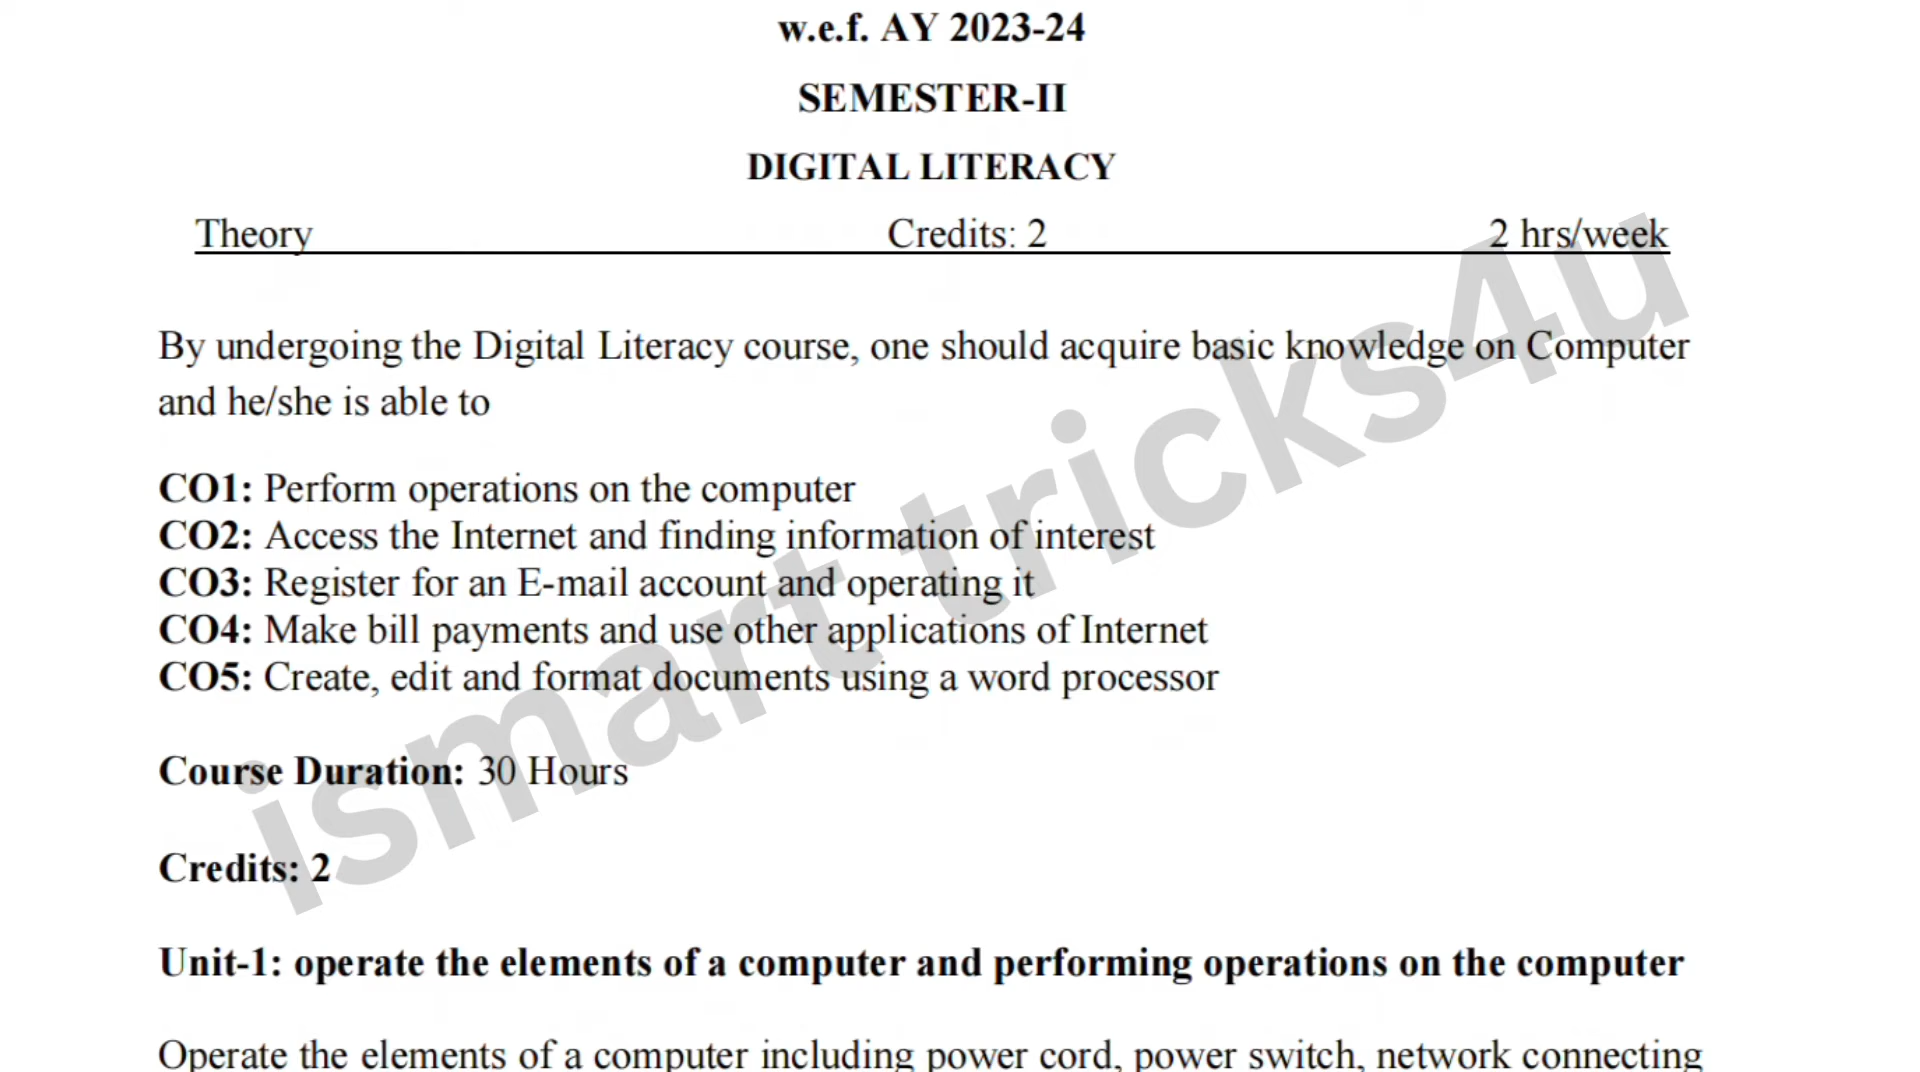 w.e.f. AY 2023-24
SEMESTER-II
DIGITAL LITERACY
Theory Credits: 2 2 hrs/week
By undergoing the Digital Literacy course, one should acquire basic knowledge on Computer
and he/she is able to
CO1: Perform operations on the computer
CO2: Access the Internet and finding information of interest
CO3: Register for an E-mail account and operating it
CO4: Make bill payments and use other applications of Internet
CO5: Create, edit and format documents using a word processor
Course Duration: 30 Hours
Credits: 2
Unit-1: operate the elements of a computer and performing operations on the computer
Operate the elements of a computer including power cord, power switch, network connecting
ismart tricks4u